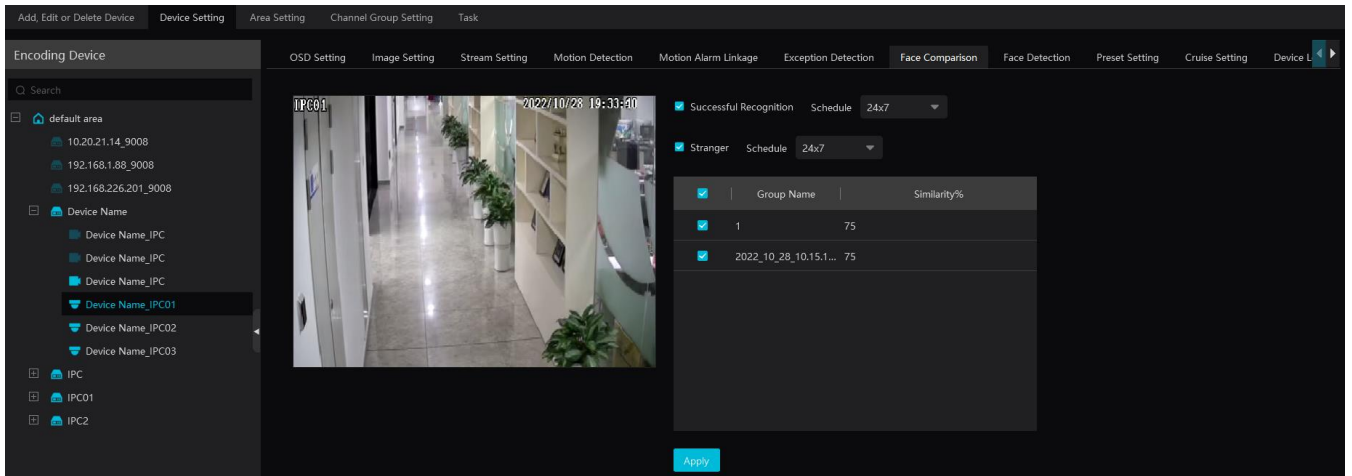 Add, Edit or Delete Device Device Setting Area Setting Channel Group Setting Task
Encoding Device
OSD Setting Image Setting Stream Setting Motion Detection Motion Alarm Linkage Exception Detection Face Comparison Face Detection Preset Setting Cruise Setting Device L
Search
default area
10.20.21.14_9008
192.168.1.88_9008
192.168.226.201_9008
Device Name
Device Name_IPC
Device Name_IPC
Device Name_IPC
Device Name_IPC01
Device Name_IPC02
Device Name_IPC03
IPC
IPC01
IPC2
IPC01 2022/10/28 19:33:40
Successful Recognition Schedule 24x7
Stranger Schedule 24x7
Group Name Similarity%
1 75
2022_10_28_10.15.1... 75
Apply